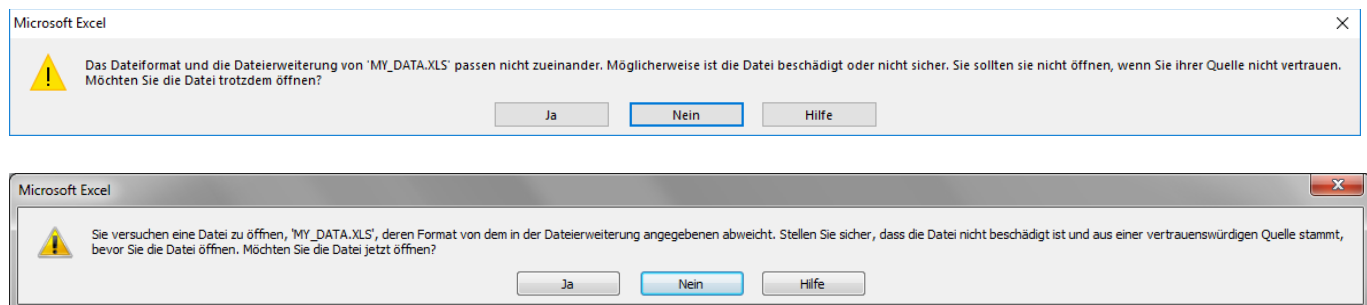 Microsoft Excel
Das Dateiformat und die Dateierweiterung von 'MY_DATA.XLS' passen nicht zueinander. Möglicherweise ist die Datei beschädigt oder nicht sicher. Sie sollten sie nicht öffnen, wenn Sie ihrer Quelle nicht vertrauen.
Möchten Sie die Datei trotzdem öffnen?
Ja Nein Hilfe
Microsoft Excel
Sie versuchen eine Datei zu öffnen, 'MY_DATA.XLS', deren Format von dem in der Dateierweiterung angegebenen abweicht. Stellen Sie sicher, dass die Datei nicht beschädigt ist und aus einer vertrauenswürdigen Quelle stammt,
bevor Sie die Datei öffnen. Möchten Sie die Datei jetzt öffnen?
Ja Nein Hilfe